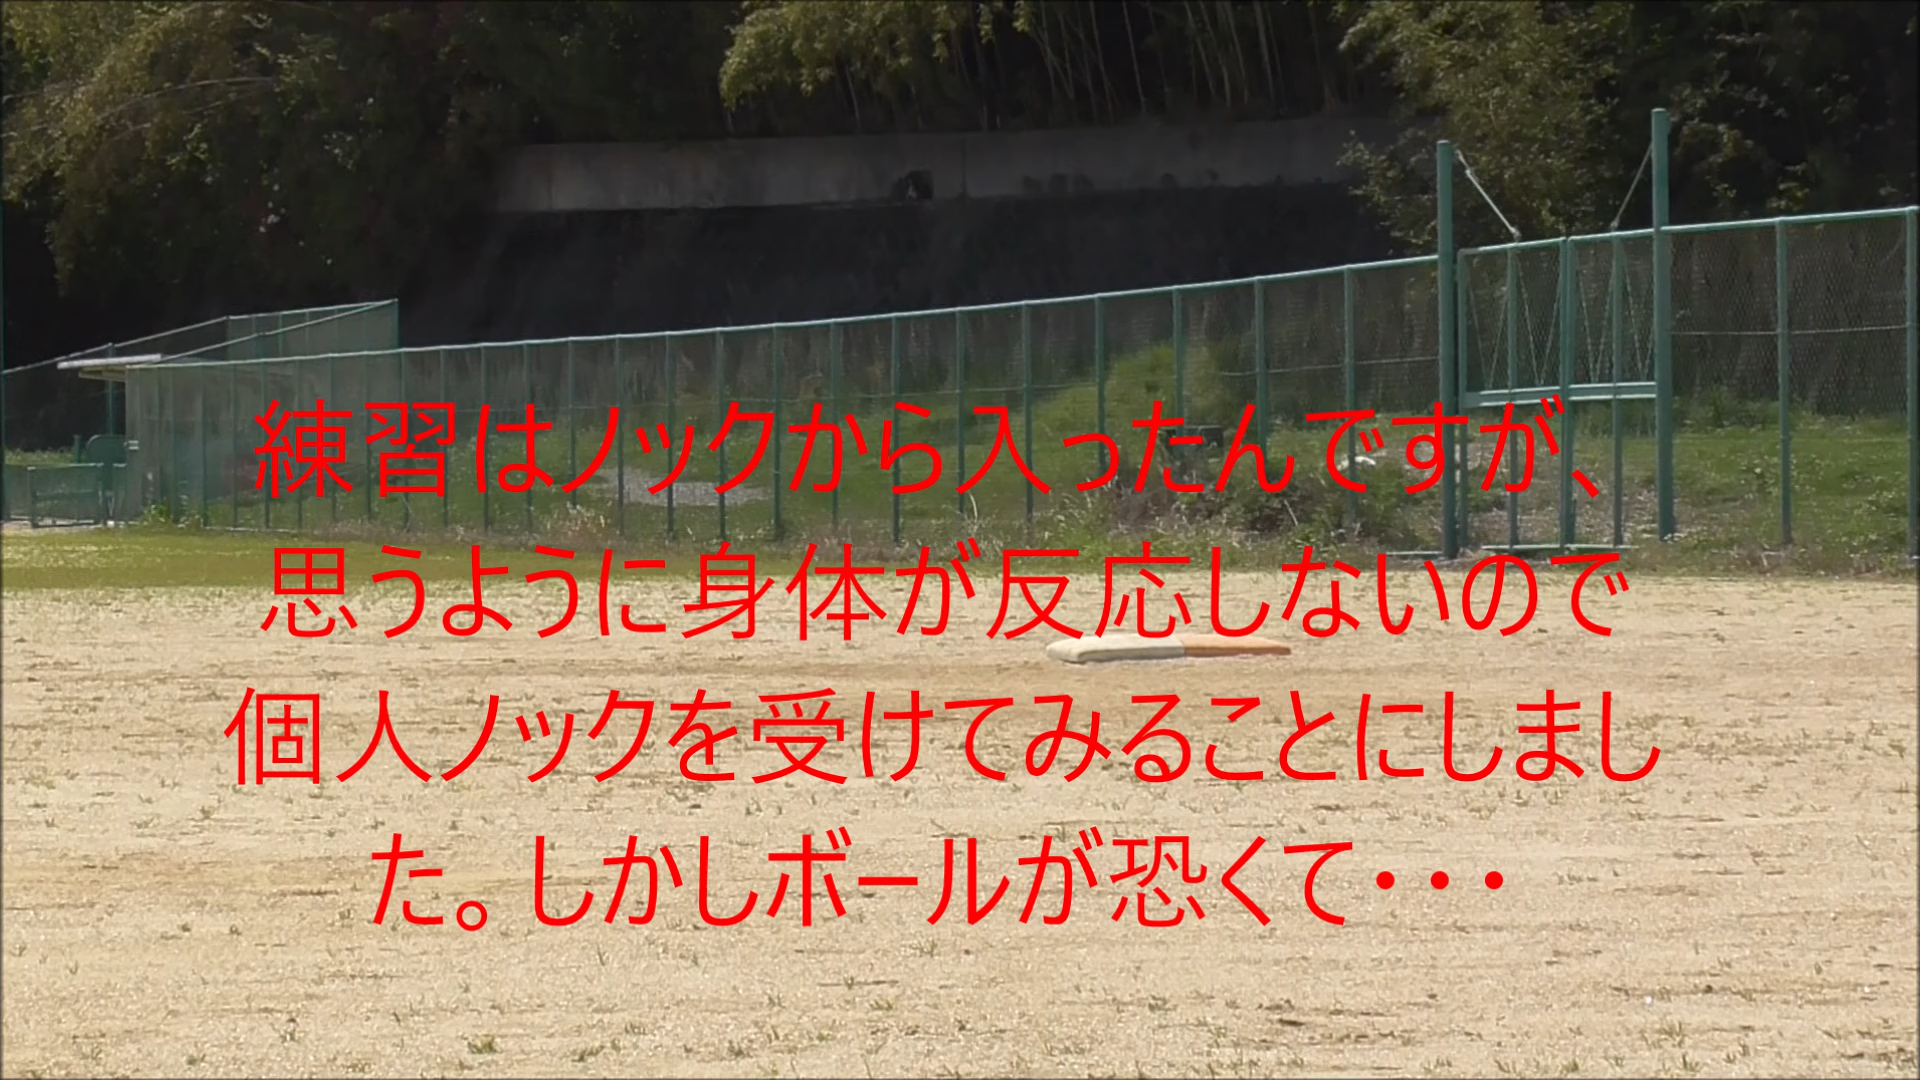 練習はノックから入ったんですが、
思うように身体が反応しないので
個人ノックを受けてみることにしまし
た。しかしボールが恐くて・・・